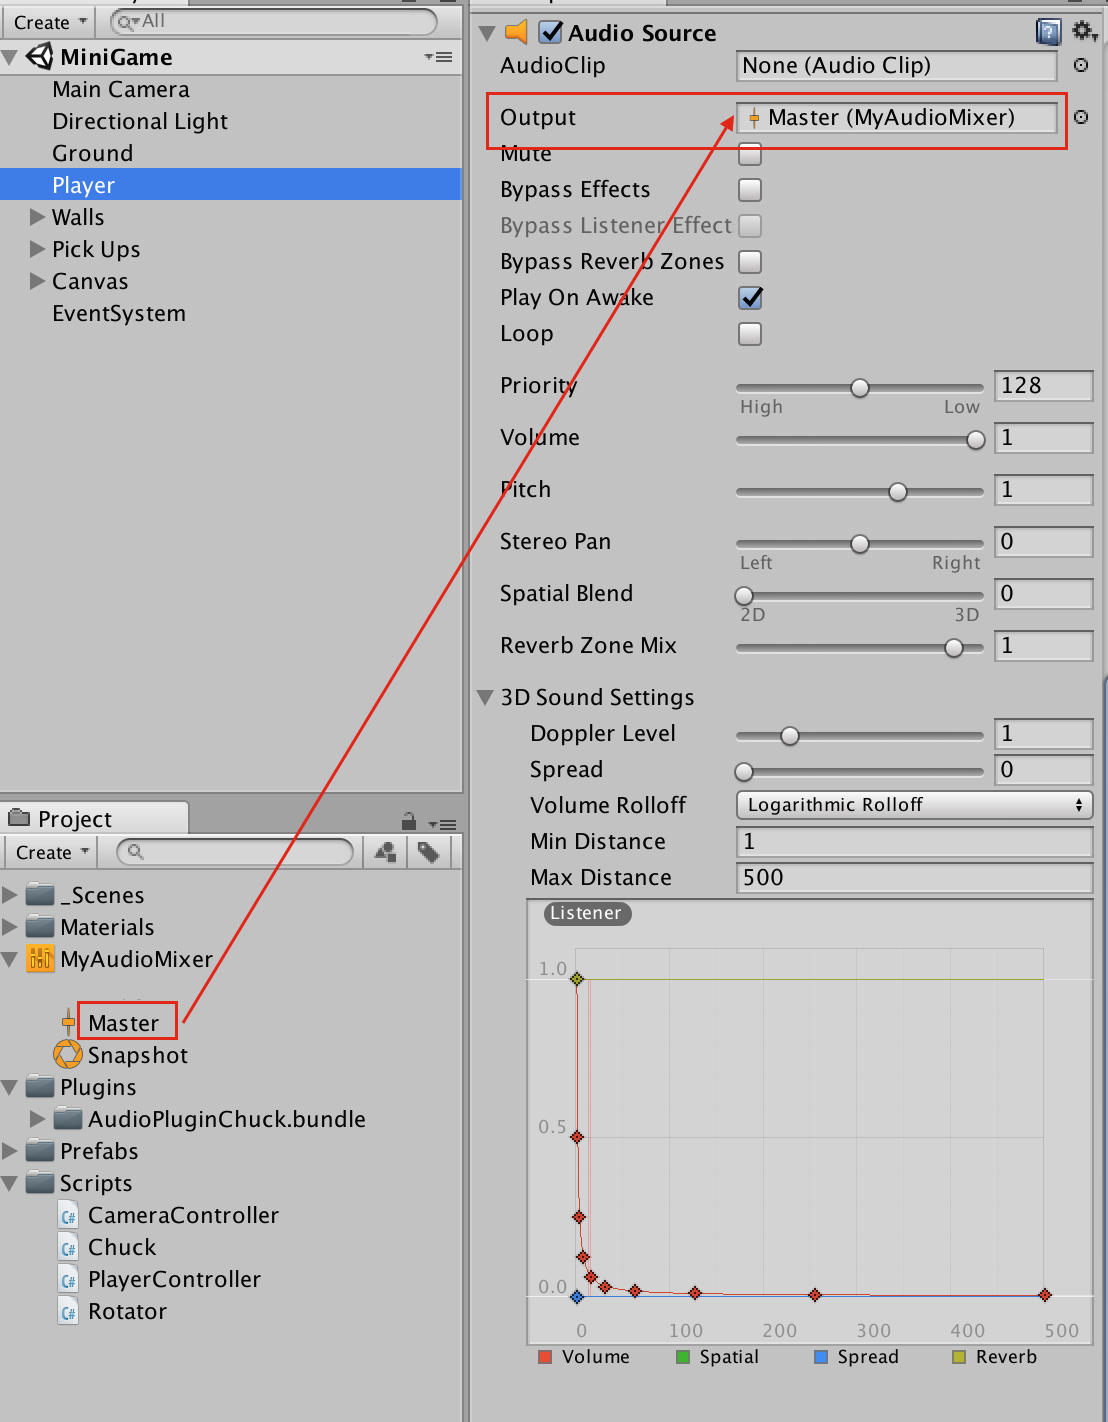 Create
All
MiniGame
Main Camera
Directional Light
Ground
Player
Walls
Pick Ups
Canvas
EventSystem
Project
Create
_Scenes
Materials
MyAudioMixer
Master
Snapshot
Plugins
AudioPluginChuck.bundle
Prefabs
Scripts
C# CameraController
C# Chuck
C# PlayerController
C# Rotator
Audio Source
AudioClip None (Audio Clip)
Output Master (MyAudioMixer)
Mute
Bypass Effects
Bypass Listener Effect
Bypass Reverb Zones
Play On Awake
Loop
Priority 128
High Low
Volume 1
Pitch 1
Stereo Pan 0
Left Right
Spatial Blend 0
2D 3D
Reverb Zone Mix 1
3D Sound Settings
Doppler Level 1
Spread 0
Volume Rolloff Logarithmic Rolloff
Min Distance 1
Max Distance 500
Listener
1.0
0.5
0.0
0 100 200 300 400 500
Volume Spatial Spread Reverb